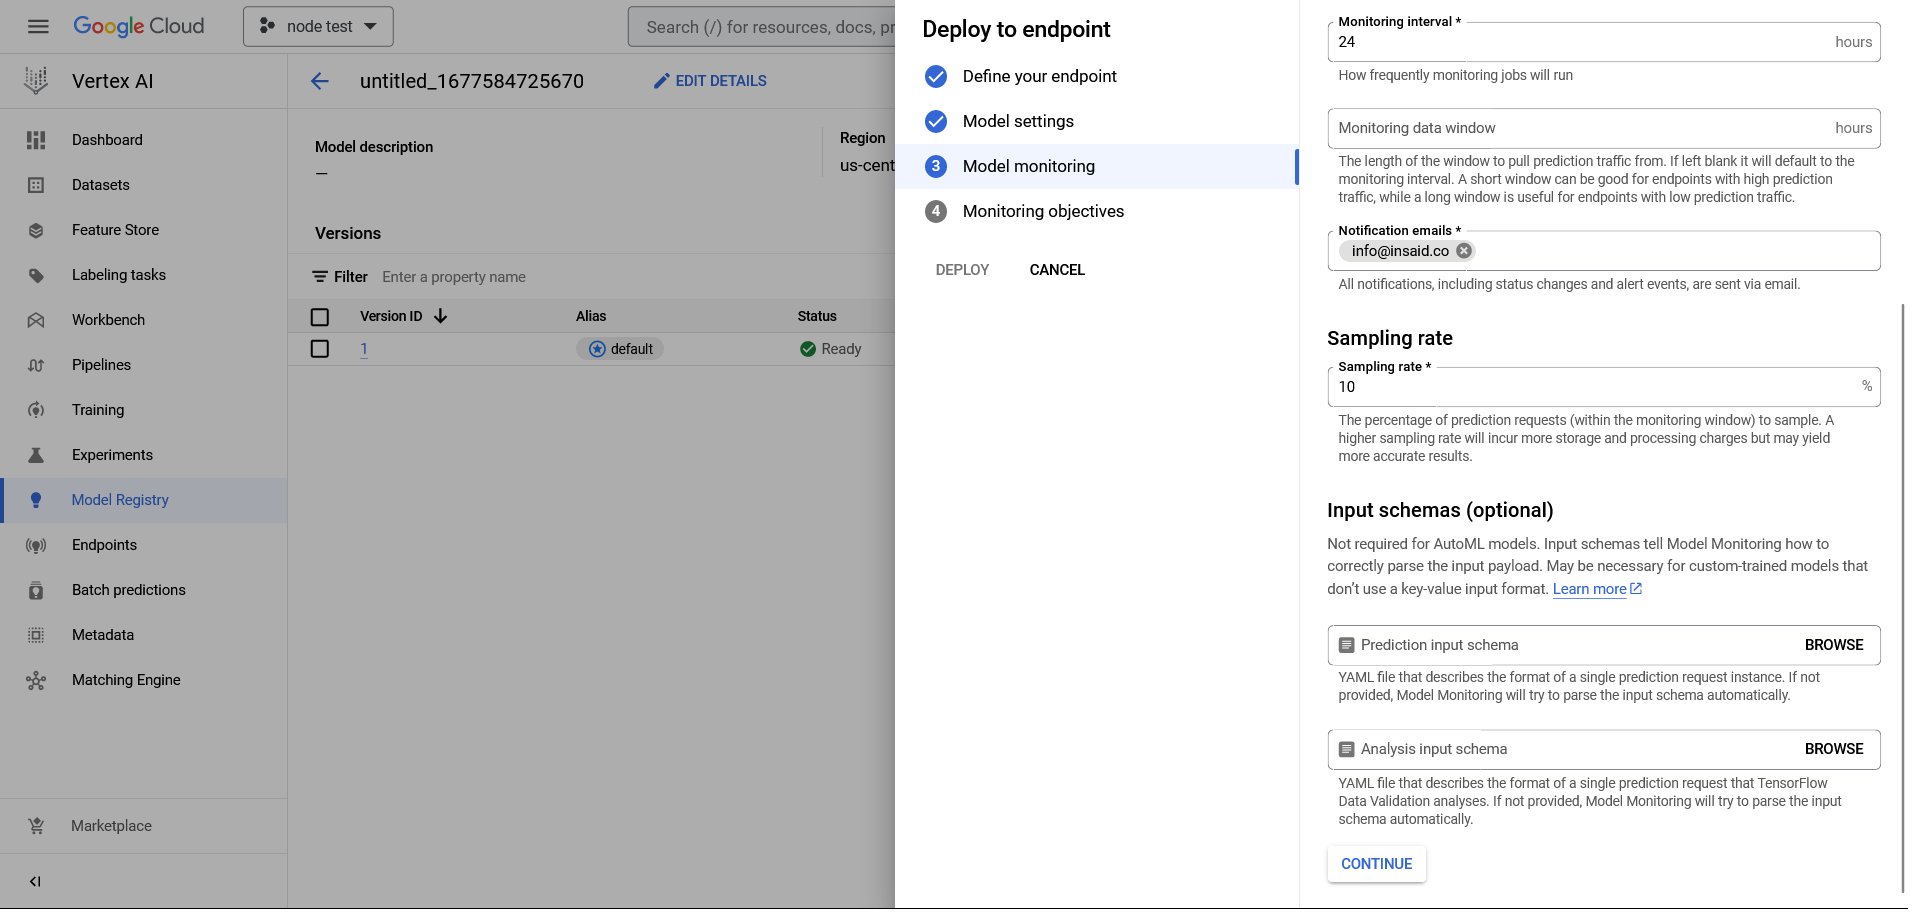 Google Cloud
node test
Search (/) for resources, docs, pr
Vertex AI
Dashboard
Datasets
Feature Store
Labeling tasks
Workbench
Pipelines
Training
Experiments
Model Registry
Endpoints
Batch predictions
Metadata
Matching Engine
Marketplace
untitled_1677584725670
EDIT DETAILS
Model description
—
Region
us-cent
Versions
Filter Enter a property name
Version ID Alias Status
1 default Ready
Deploy to endpoint
Define your endpoint
Model settings
3 Model monitoring
4 Monitoring objectives
DEPLOY CANCEL
Monitoring interval *
24 hours
How frequently monitoring jobs will run
Monitoring data window hours
The length of the window to pull prediction traffic from. If left blank it will default to the
monitoring interval. A short window can be good for endpoints with high prediction
traffic, while a long window is useful for endpoints with low prediction traffic.
Notification emails *
info@insaid.co
All notifications, including status changes and alert events, are sent via email.
Sampling rate
Sampling rate *
10 %
The percentage of prediction requests (within the monitoring window) to sample. A
higher sampling rate will incur more storage and processing charges but may yield
more accurate results.
Input schemas (optional)
Not required for AutoML models. Input schemas tell Model Monitoring how to
correctly parse the input payload. May be necessary for custom-trained models that
don't use a key-value input format. Learn more
Prediction input schema BROWSE
YAML file that describes the format of a single prediction request instance. If not
provided, Model Monitoring will try to parse the input schema automatically.
Analysis input schema BROWSE
YAML file that describes the format of a single prediction request that TensorFlow
Data Validation analyses. If not provided, Model Monitoring will try to parse the input
schema automatically.
CONTINUE